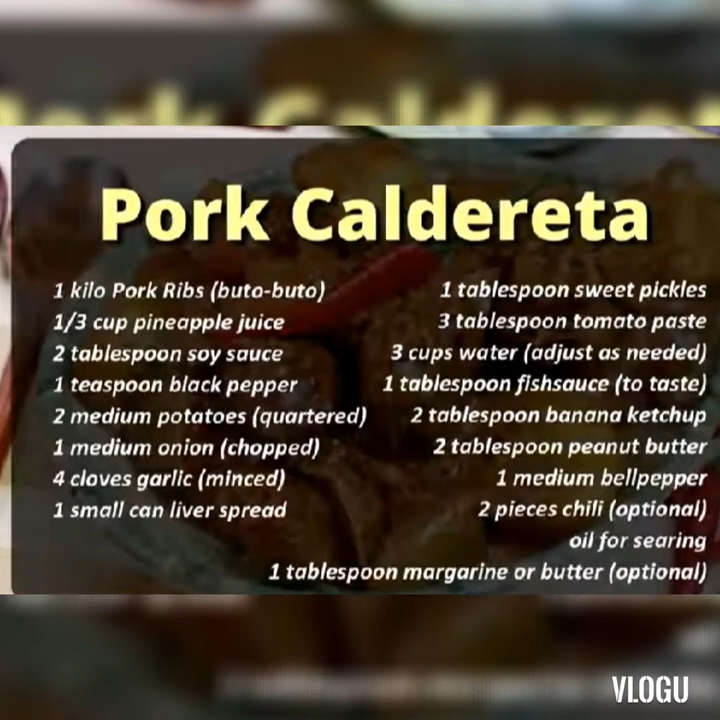 Pork Caldereta
1 kilo Pork Ribs (buto-buto)
1/3 cup pineapple juice
2 tablespoon soy sauce
1 teaspoon black pepper
2 medium potatoes (quartered)
1 medium onion (chopped)
4 cloves garlic (minced)
1 small can liver spread
1 tablespoon sweet pickles
3 tablespoon tomato paste
3 cups water (adjust as needed)
1 tablespoon fishsauce (to taste)
2 tablespoon banana ketchup
2 tablespoon peanut butter
1 medium bellpepper
2 pieces chili (optional)
oil for searing
1 tablespoon margarine or butter (optional)
VLOGU